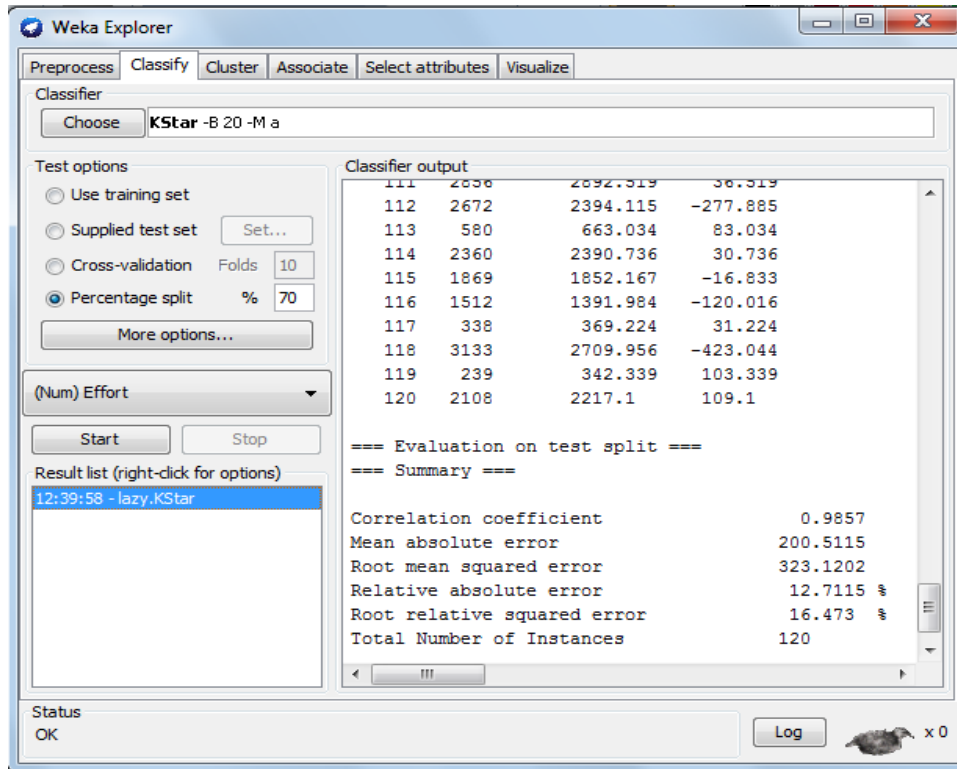 Weka Explorer
Preprocess Classify Cluster Associate Select attributes Visualize
Classifier
Choose KStar -B 20 -M a
Test options
Use training set
Supplied test set Set...
Cross-validation Folds 10
Percentage split % 70
More options...
(Num) Effort
Start Stop
Result list (right-click for options)
12:39:58 - lazy.KStar
Classifier output
111 2856 2892.519 36.519
112 2672 2394.115 -277.885
113 580 663.034 83.034
114 2360 2390.736 30.736
115 1869 1852.167 -16.833
116 1512 1391.984 -120.016
117 338 369.224 31.224
118 3133 2709.956 -423.044
119 239 342.339 103.339
120 2108 2217.1 109.1
=== Evaluation on test split ===
=== Summary ===
Correlation coefficient 0.9857
Mean absolute error 200.5115
Root mean squared error 323.1202
Relative absolute error 12.7115 %
Root relative squared error 16.473 %
Total Number of Instances 120
Status
OK
Log x 0